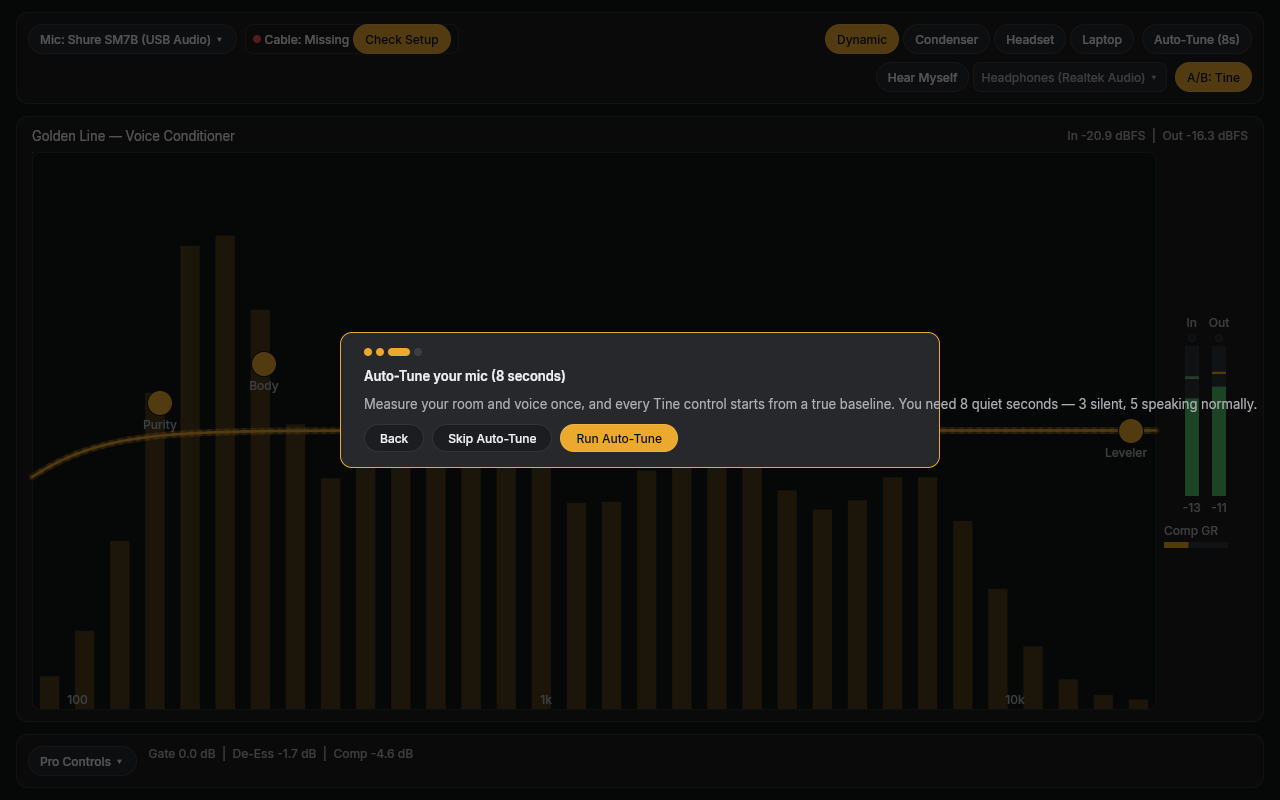 Mic: Shure SM7B (USB Audio) ▾
Cable: Missing
Check Setup
Dynamic
Condenser
Headset
Laptop
Auto-Tune (8s)
Hear Myself
Headphones (Realtek Audio) ▾
A/B: Tine
Golden Line — Voice Conditioner
In -20.9 dBFS | Out -16.3 dBFS
In
Out
Body
Purity
Auto-Tune your mic (8 seconds)
Measure your room and voice once, and every Tine control starts from a true baseline. You need 8 quiet seconds — 3 silent, 5 speaking normally.
Back
Skip Auto-Tune
Run Auto-Tune
Leveler
-13
-11
Comp GR
100
1k
10k
Pro Controls ▾
Gate 0.0 dB | De-Ess -1.7 dB | Comp -4.6 dB